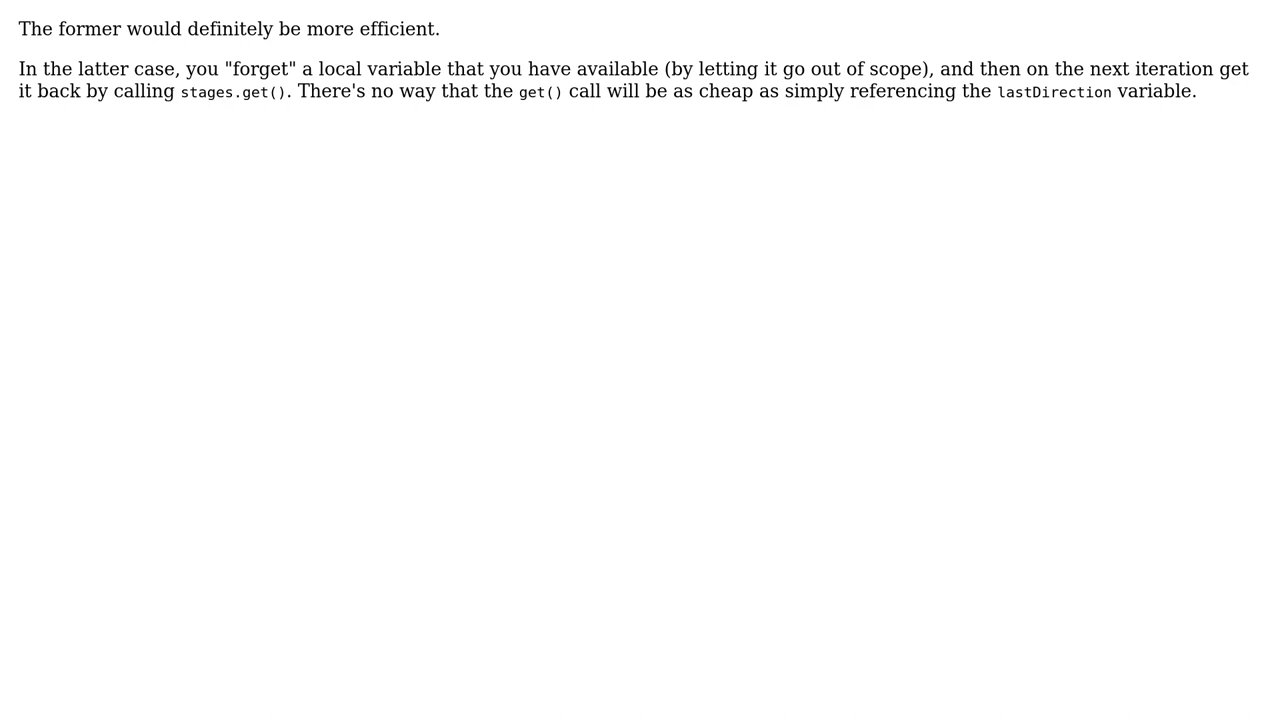 The former would definitely be more efficient.
In the latter case, you "forget" a local variable that you have available (by letting it go out of scope), and then on the next iteration get
it back by calling stages.get(). There's no way that the get() call will be as cheap as simply referencing the lastDirection variable.